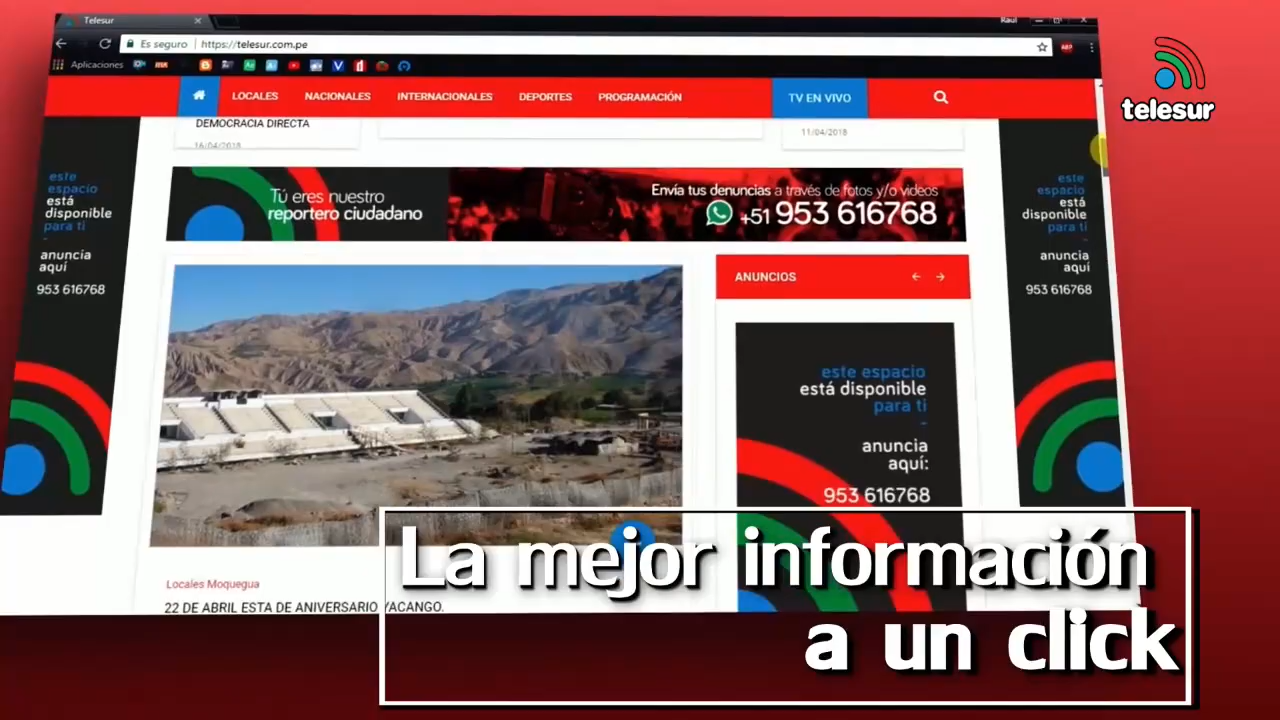 Telesur
Raul
Es seguro
https://telesur.com.pe
Aplicaciones
telesur
LOCALES
NACIONALES
INTERNACIONALES
DEPORTES
PROGRAMACIÓN
TV EN VIVO
DEMOCRACIA DIRECTA
16/04/2018
11/04/2018
este
espacio
está
disponible
para ti
-
anuncia
aquí
953 616768
Tú eres nuestro
reportero ciudadano
Envía tus denuncias a través de fotos y/o videos
+51 953 616768
este
espacio
está
disponible
para ti
-
anuncia
aquí
953 616768
ANUNCIOS
este espacio
está disponible
para ti
-
anuncia
aquí:
953 616768
Locales Moquegua
22 DE ABRIL ESTA DE ANIVERSARIO YACANGO.
La mejor información
a un click